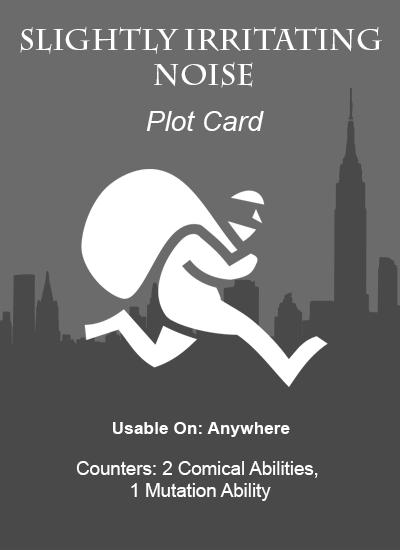 SLIGHTLY IRRITATING
NOISE
Plot Card
Usable On: Anywhere
Counters: 2 Comical Abilities,
1 Mutation Ability